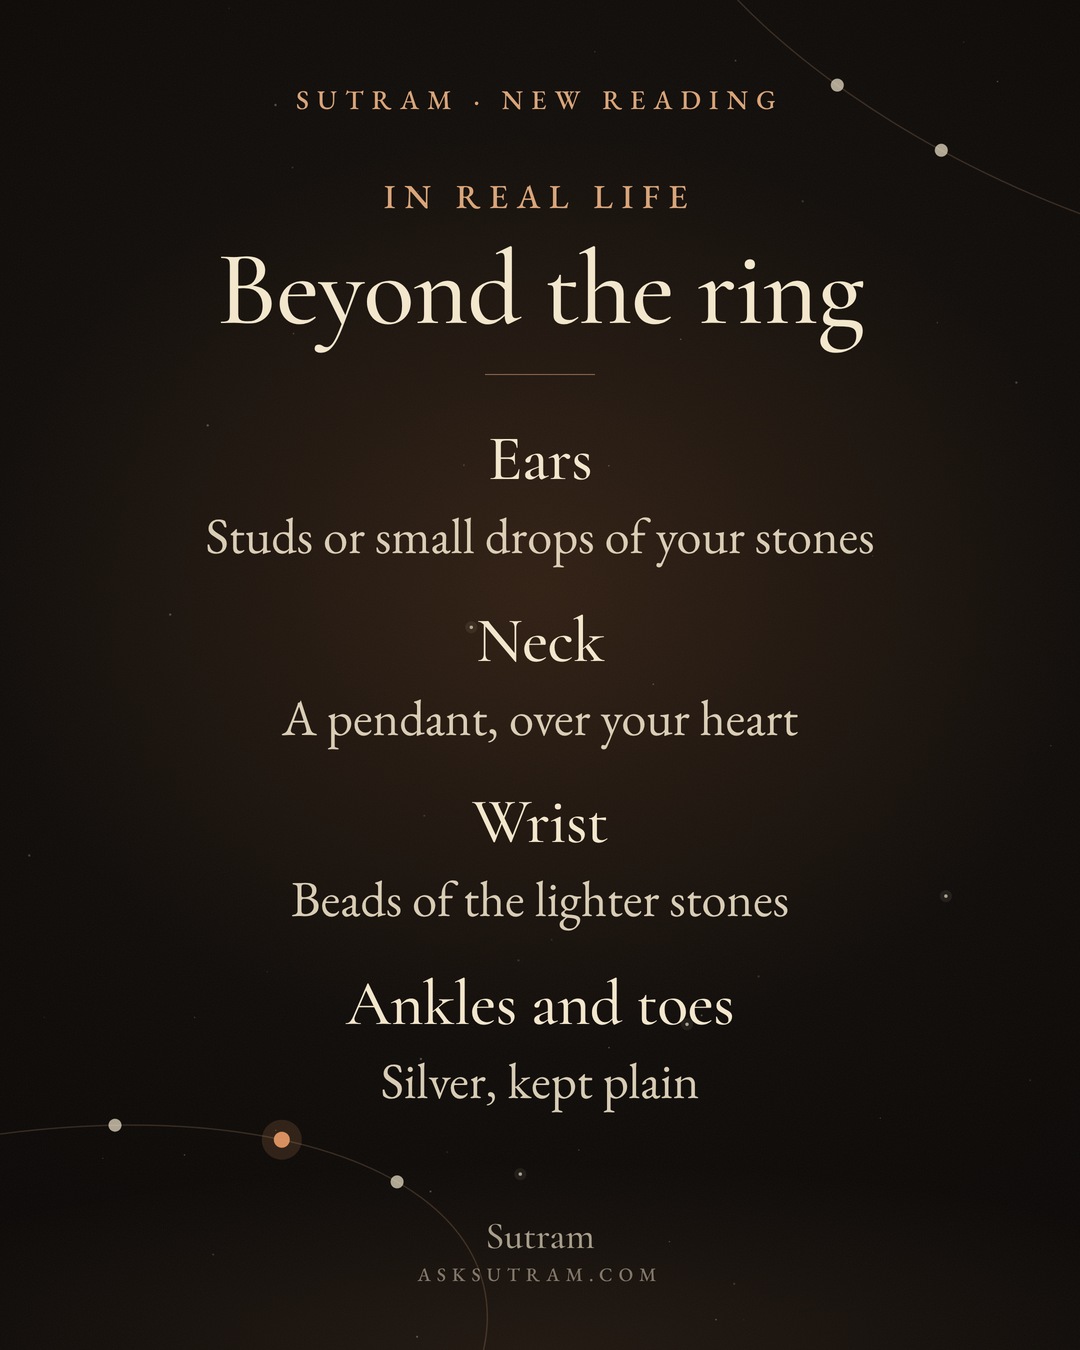 SUTRAM · NEW READING
IN REAL LIFE
Beyond the ring
Ears
Studs or small drops of your stones
Neck
A pendant, over your heart
Wrist
Beads of the lighter stones
Ankles and toes
Silver, kept plain
Sutram
ASKSUTRAM.COM